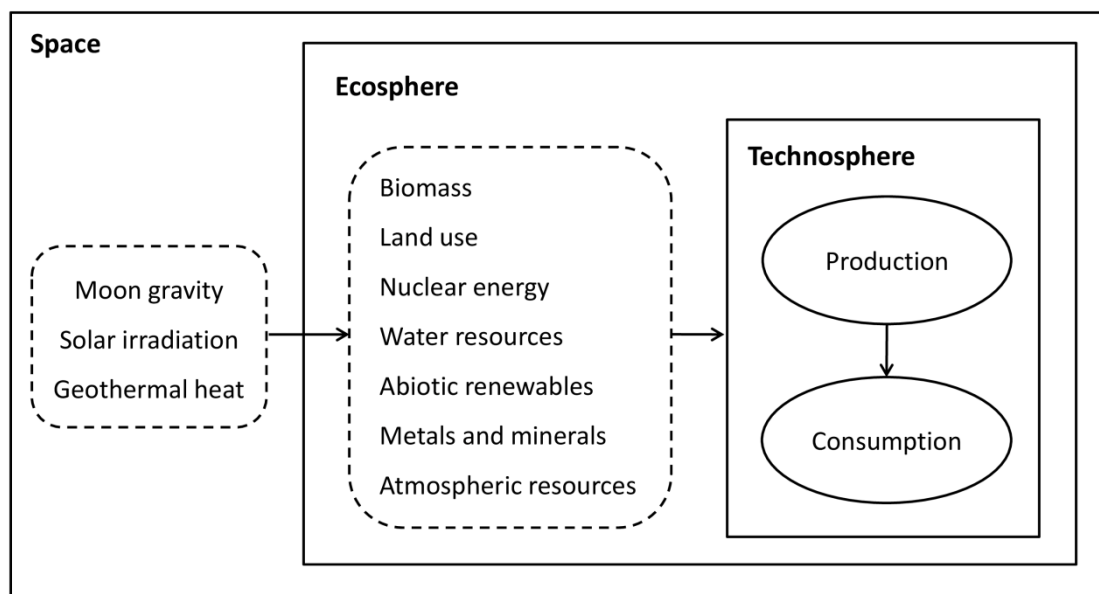 Space
Ecosphere
Technosphere
Moon gravity
Solar irradiation
Geothermal heat
Biomass
Land use
Nuclear energy
Water resources
Abiotic renewables
Metals and minerals
Atmospheric resources
Production
Consumption